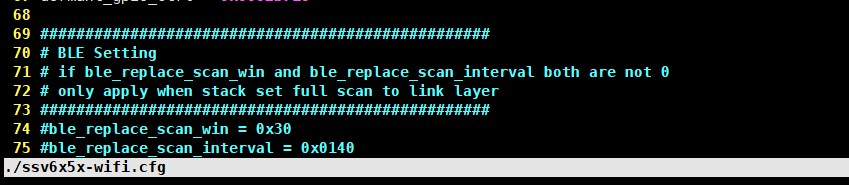 68
69 ##################################################
70 # BLE Setting
71 # if ble_replace_scan_win and ble_replace_scan_interval both are not 0
72 # only apply when stack set full scan to link layer
73 ##################################################
74 #ble_replace_scan_win = 0x30
75 #ble_replace_scan_interval = 0x0140
./ssv6x5x-wifi.cfg